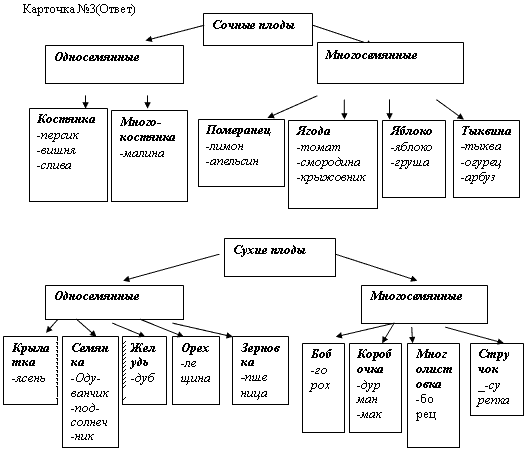 Карточка №3(Ответ)
Сочные плоды
Односемянные
Многосемянные
Костянка
-персик
-вишня
-слива
Много-
костянка
-малина
Померанец
-лимон
-апельсин
Ягода
-томат
-смородина
-крыжовник
Яблоко
-яблоко
-груша
Тыквина
-тыква
-огурец
-арбуз
Сухие плоды
Односемянные
Многосемянные
Крыла
тка
-ясень
Семян
ка
-Оду-
ванчик
-под-
солнеч
-ник
Жел
удь
-дуб
Орех
-ле
щина
Зернов
ка
-пше
ница
Боб
-го
рох
Короб
очка
-дур
ман
-мак
Мног
олист
овка
-бо
рец
Стру
чок
_-су
репка